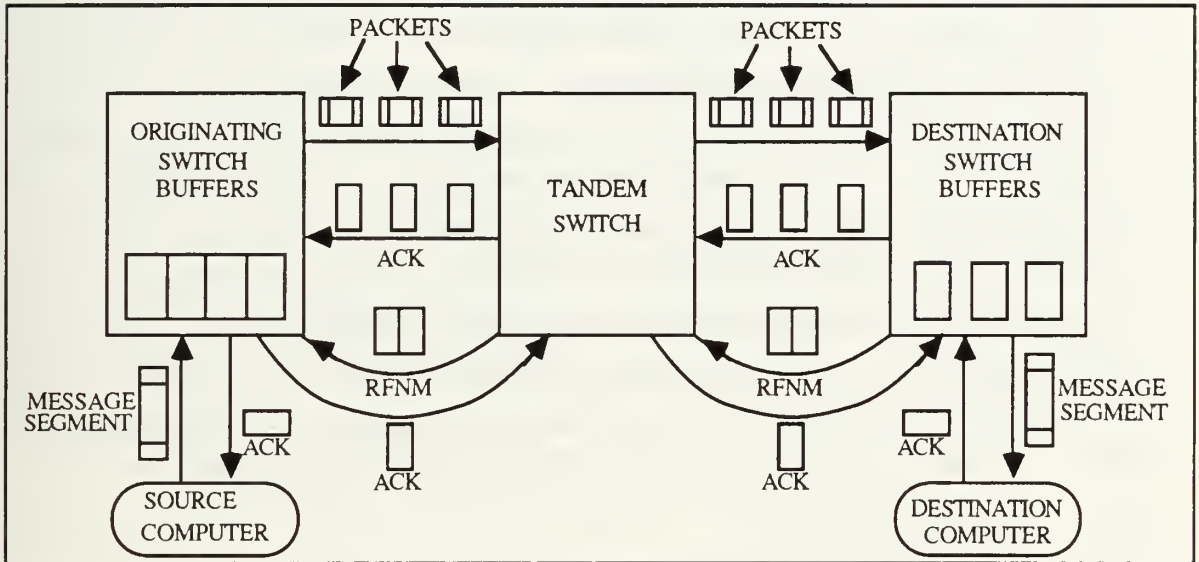 PACKETS
PACKETS
ORIGINATING
SWITCH
BUFFERS
TANDEM
SWITCH
DESTINATION
SWITCH
BUFFERS
ACK
ACK
RFNM
RFNM
MESSAGE
SEGMENT
ACK
ACK
ACK
ACK
MESSAGE
SEGMENT
SOURCE
COMPUTER
DESTINATION
COMPUTER